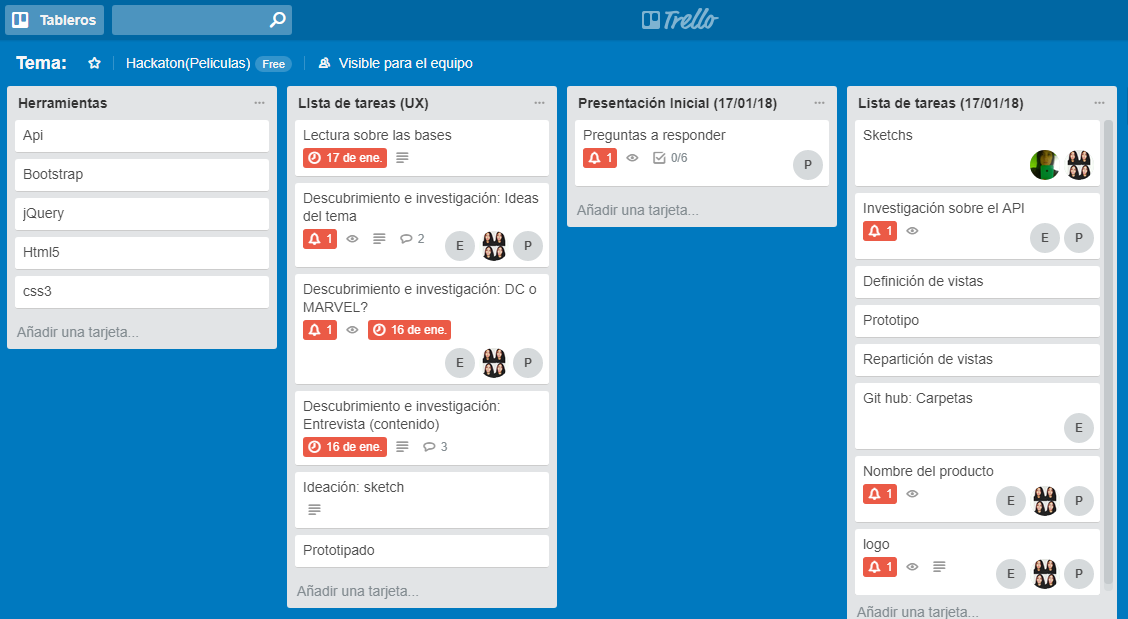 Tableros
Trello
Tema:
Hackaton(Peliculas) Free
Visible para el equipo
Herramientas
Api
Bootstrap
jQuery
Html5
css3
Añadir una tarjeta...
LIsta de tareas (UX)
Lectura sobre las bases
17 de ene.
Descubrimiento e investigación: Ideas
del tema
1 2
E P
Descubrimiento e investigación: DC o
MARVEL?
1 16 de ene.
E P
Descubrimiento e investigación:
Entrevista (contenido)
16 de ene. 3
Ideación: sketch
Prototipado
Añadir una tarjeta...
Presentación Inicial (17/01/18)
Preguntas a responder
1 0/6
P
Añadir una tarjeta...
Lista de tareas (17/01/18)
Sketchs
Investigación sobre el API
1
E P
Definición de vistas
Prototipo
Repartición de vistas
Git hub: Carpetas
E
Nombre del producto
1
E P
logo
1
E P
Añadir una tarjeta...